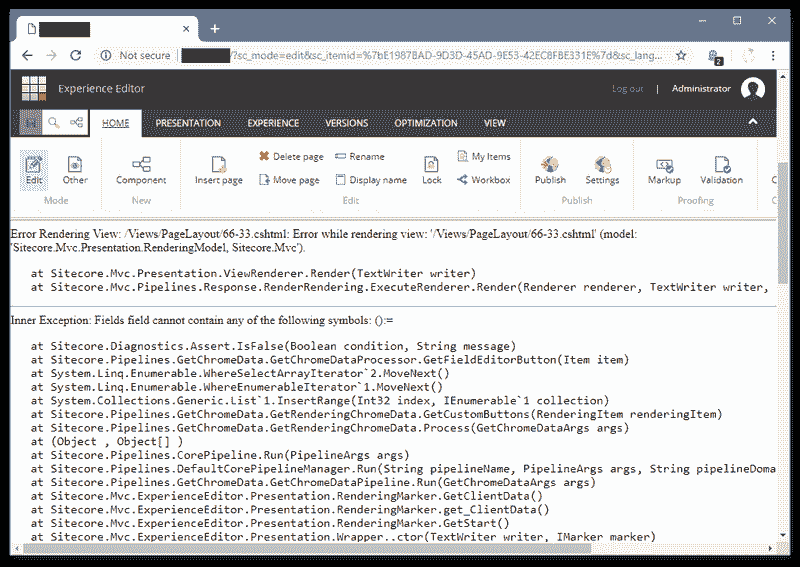 Not secure
/?sc_mode=edit&sc_itemid=%7bE1987BAD-9D3D-45AD-9E53-42EC8FBE331E%7d&sc_lang...
2
Experience Editor
Log out | Administrator
HOME PRESENTATION EXPERIENCE VERSIONS OPTIMIZATION VIEW
Edit Other Component Insert page Delete page Move page Rename Display name Lock My Items Workbox Publish Settings Markup Validation C
Mode New Edit Publish Proofing
Error Rendering View: /Views/PageLayout/66-33.cshtml: Error while rendering view: '/Views/PageLayout/66-33.cshtml' (model:
'Sitecore.Mvc.Presentation.RenderingModel, Sitecore.Mvc').
at Sitecore.Mvc.Presentation.ViewRenderer.Render(TextWriter writer)
at Sitecore.Mvc.Pipelines.Response.RenderRendering.ExecuteRenderer.Render(Renderer renderer, TextWriter writer,
Inner Exception: Fields field cannot contain any of the following symbols: ():=
at Sitecore.Diagnostics.Assert.IsFalse(Boolean condition, String message)
at Sitecore.Pipelines.GetChromeData.GetChromeDataProcessor.GetFieldEditorButton(Item item)
at System.Linq.Enumerable.WhereSelectArrayIterator`2.MoveNext()
at System.Linq.Enumerable.WhereEnumerableIterator`1.MoveNext()
at System.Collections.Generic.List`1.InsertRange(Int32 index, IEnumerable`1 collection)
at Sitecore.Pipelines.GetChromeData.GetRenderingChromeData.GetCustomButtons(RenderingItem renderingItem)
at Sitecore.Pipelines.GetChromeData.GetRenderingChromeData.Process(GetChromeDataArgs args)
at (Object , Object[] )
at Sitecore.Pipelines.CorePipeline.Run(PipelineArgs args)
at Sitecore.Pipelines.DefaultCorePipelineManager.Run(String pipelineName, PipelineArgs args, String pipelineDoma
at Sitecore.Pipelines.GetChromeData.GetChromeDataPipeline.Run(GetChromeDataArgs args)
at Sitecore.Mvc.ExperienceEditor.Presentation.RenderingMarker.GetClientData()
at Sitecore.Mvc.ExperienceEditor.Presentation.RenderingMarker.get_ClientData()
at Sitecore.Mvc.ExperienceEditor.Presentation.RenderingMarker.GetStart()
at Sitecore.Mvc.ExperienceEditor.Presentation.Wrapper..ctor(TextWriter writer, IMarker marker)